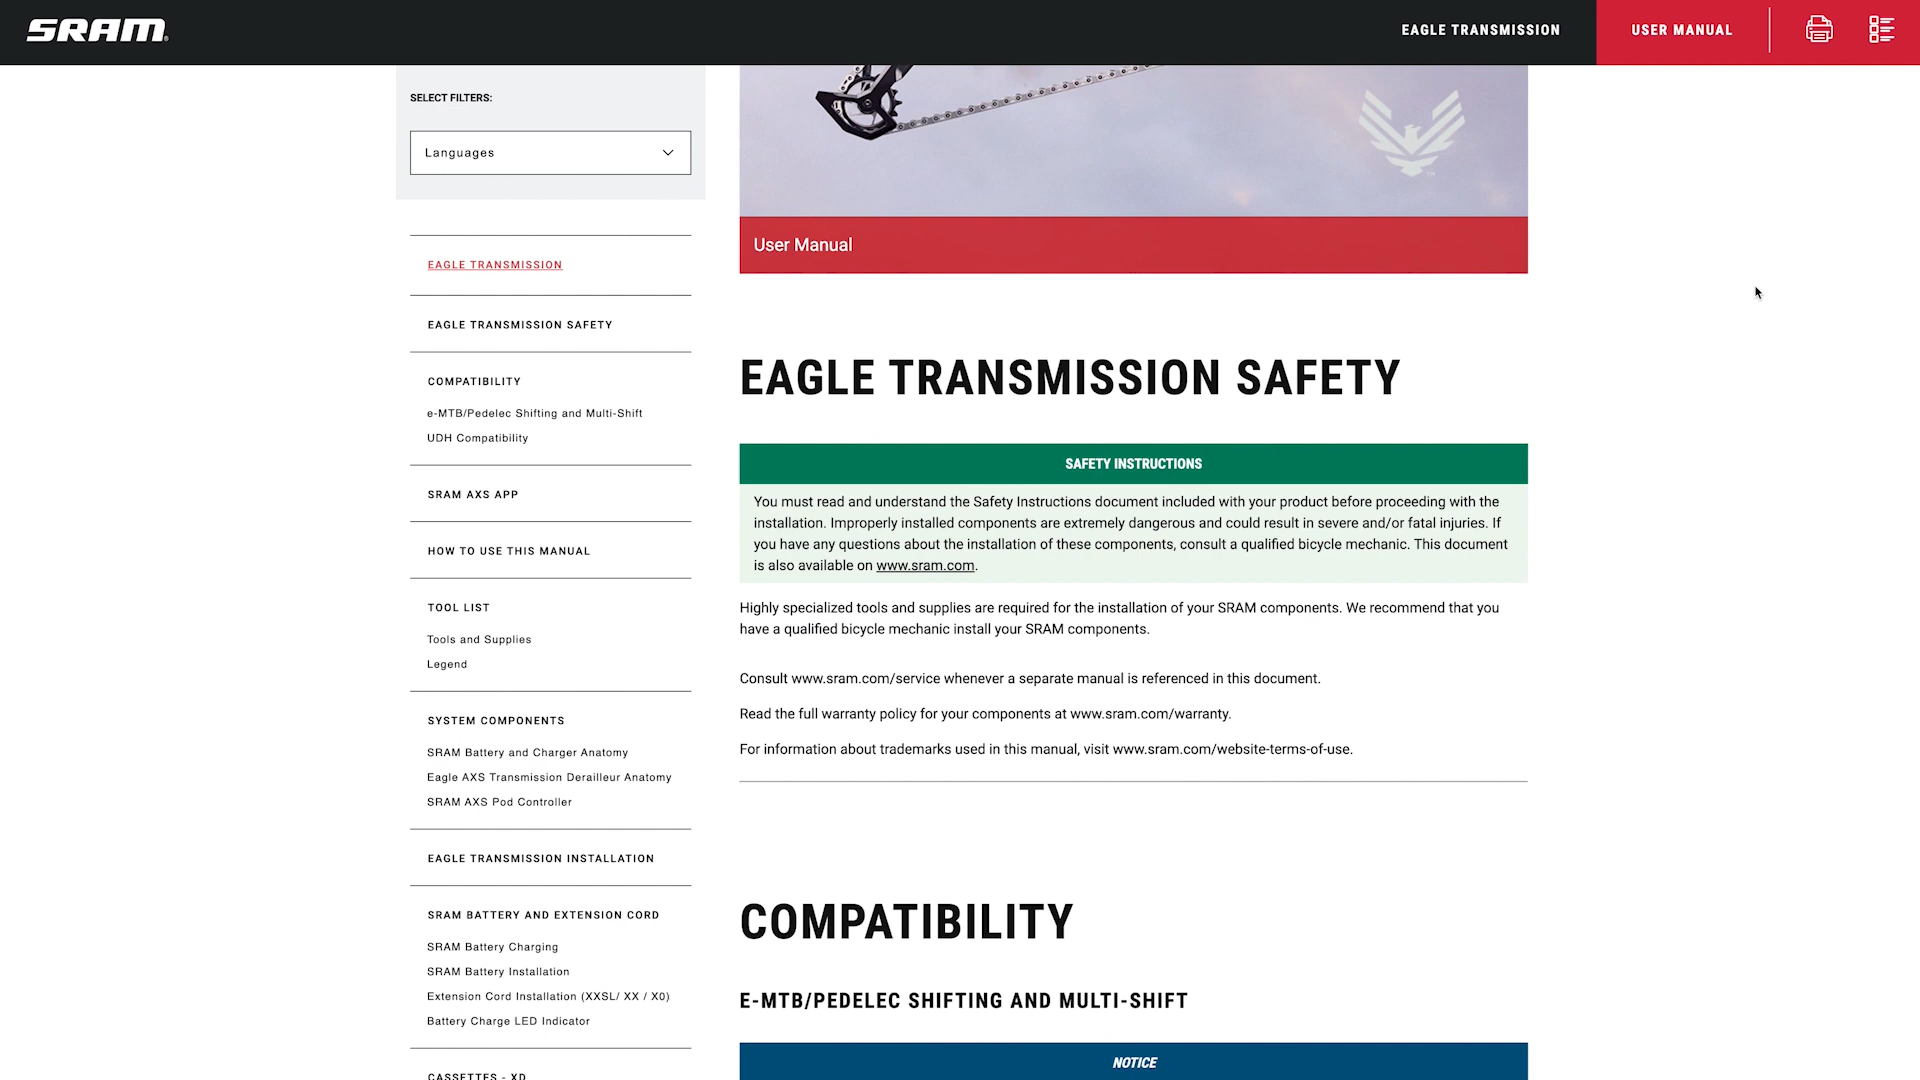 SRAM
EAGLE TRANSMISSION
USER MANUAL
SELECT FILTERS:
Languages
EAGLE TRANSMISSION
EAGLE TRANSMISSION SAFETY
COMPATIBILITY
e-MTB/Pedelec Shifting and Multi-Shift
UDH Compatibility
SRAM AXS APP
HOW TO USE THIS MANUAL
TOOL LIST
Tools and Supplies
Legend
SYSTEM COMPONENTS
SRAM Battery and Charger Anatomy
Eagle AXS Transmission Derailleur Anatomy
SRAM AXS Pod Controller
EAGLE TRANSMISSION INSTALLATION
SRAM BATTERY AND EXTENSION CORD
SRAM Battery Charging
SRAM Battery Installation
Extension Cord Installation (XXSL/ XX / X0)
Battery Charge LED Indicator
CASSETTES - XD
User Manual
EAGLE TRANSMISSION SAFETY
SAFETY INSTRUCTIONS
You must read and understand the Safety Instructions document included with your product before proceeding with the
installation. Improperly installed components are extremely dangerous and could result in severe and/or fatal injuries. If
you have any questions about the installation of these components, consult a qualified bicycle mechanic. This document
is also available on www.sram.com.
Highly specialized tools and supplies are required for the installation of your SRAM components. We recommend that you
have a qualified bicycle mechanic install your SRAM components.
Consult www.sram.com/service whenever a separate manual is referenced in this document.
Read the full warranty policy for your components at www.sram.com/warranty.
For information about trademarks used in this manual, visit www.sram.com/website-terms-of-use.
COMPATIBILITY
E-MTB/PEDELEC SHIFTING AND MULTI-SHIFT
NOTICE